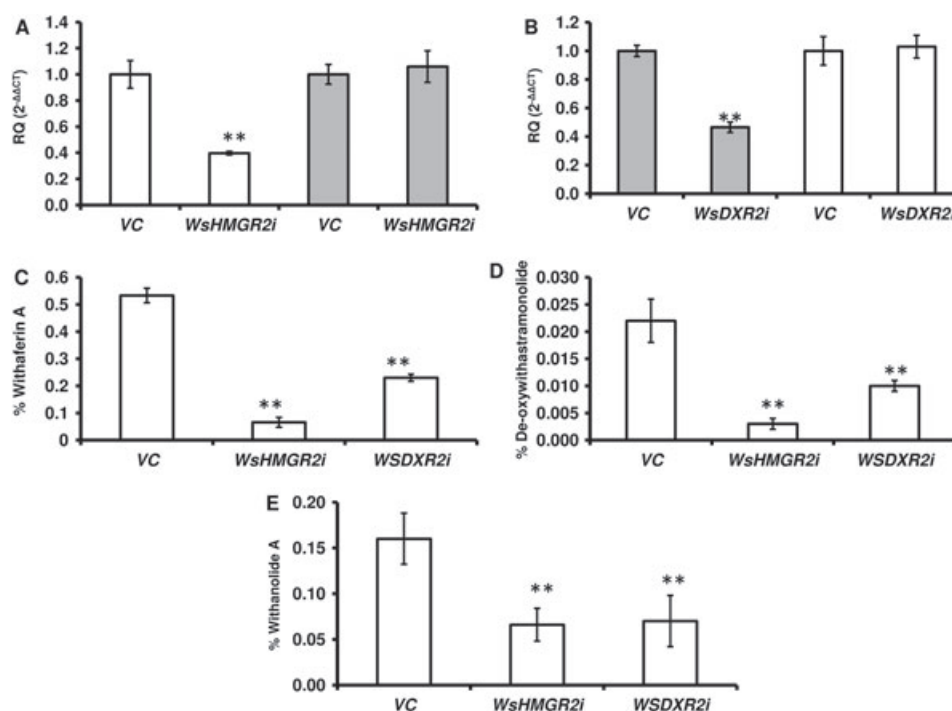 A
RQ (2-ΔΔCT)
1.4
1.2
1.0
0.8
0.6
0.4
0.2
0.0
**
VC WsHMGR2i VC WsHMGR2i
B
RQ (2-ΔΔCT)
1.2
1.0
0.8
0.6
0.4
0.2
0.0
**
VC WsDXR2i VC WsDXR2i
C
% Withaferin A
0.6
0.5
0.4
0.3
0.2
0.1
0
**
**
VC WsHMGR2i WSDXR2i
D
% De-oxywithastramonolide
0.030
0.025
0.020
0.015
0.010
0.005
0.000
**
**
VC WsHMGR2i WSDXR2i
E
% Withanolide A
0.20
0.15
0.10
0.05
0.00
**
**
VC WsHMGR2i WSDXR2i